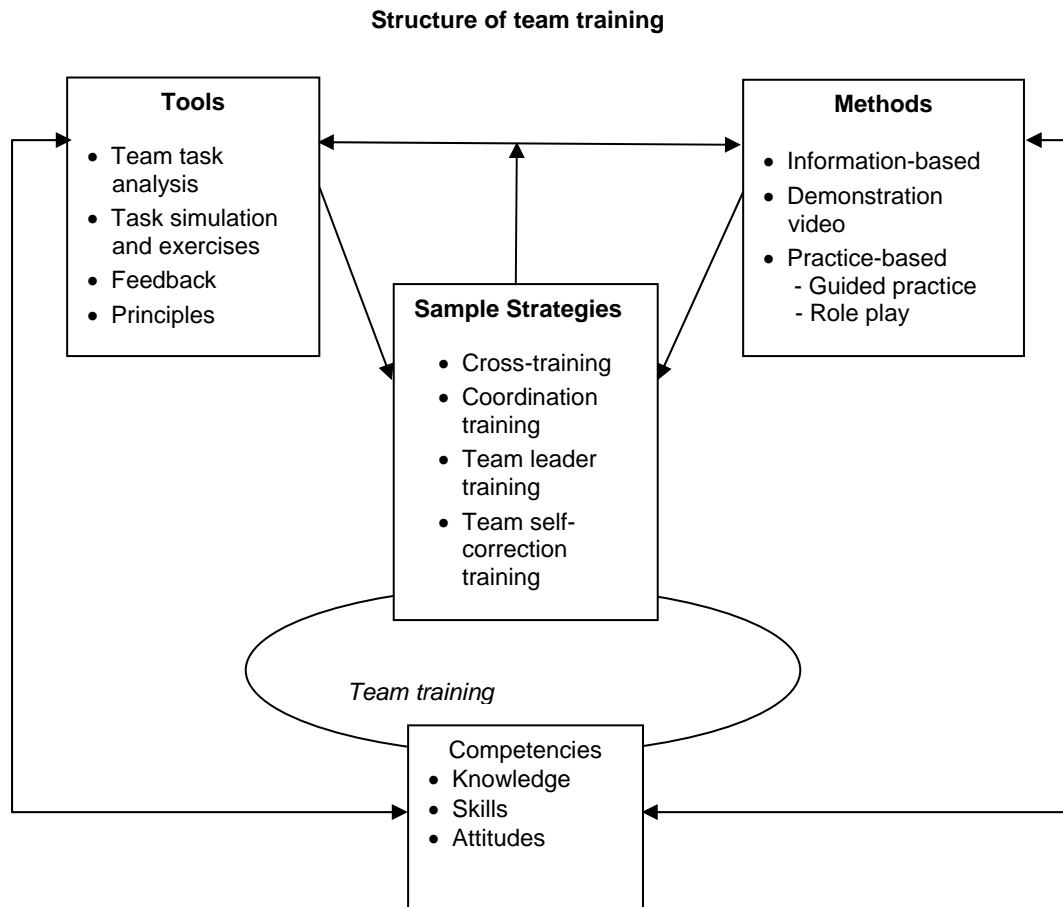 Structure of team training
Tools
• Team task
analysis
• Task simulation
and exercises
• Feedback
• Principles
Methods
• Information-based
• Demonstration
video
• Practice-based
- Guided practice
- Role play
Sample Strategies
• Cross-training
• Coordination
training
• Team leader
training
• Team self-
correction
training
Team training
Competencies
• Knowledge
• Skills
• Attitudes